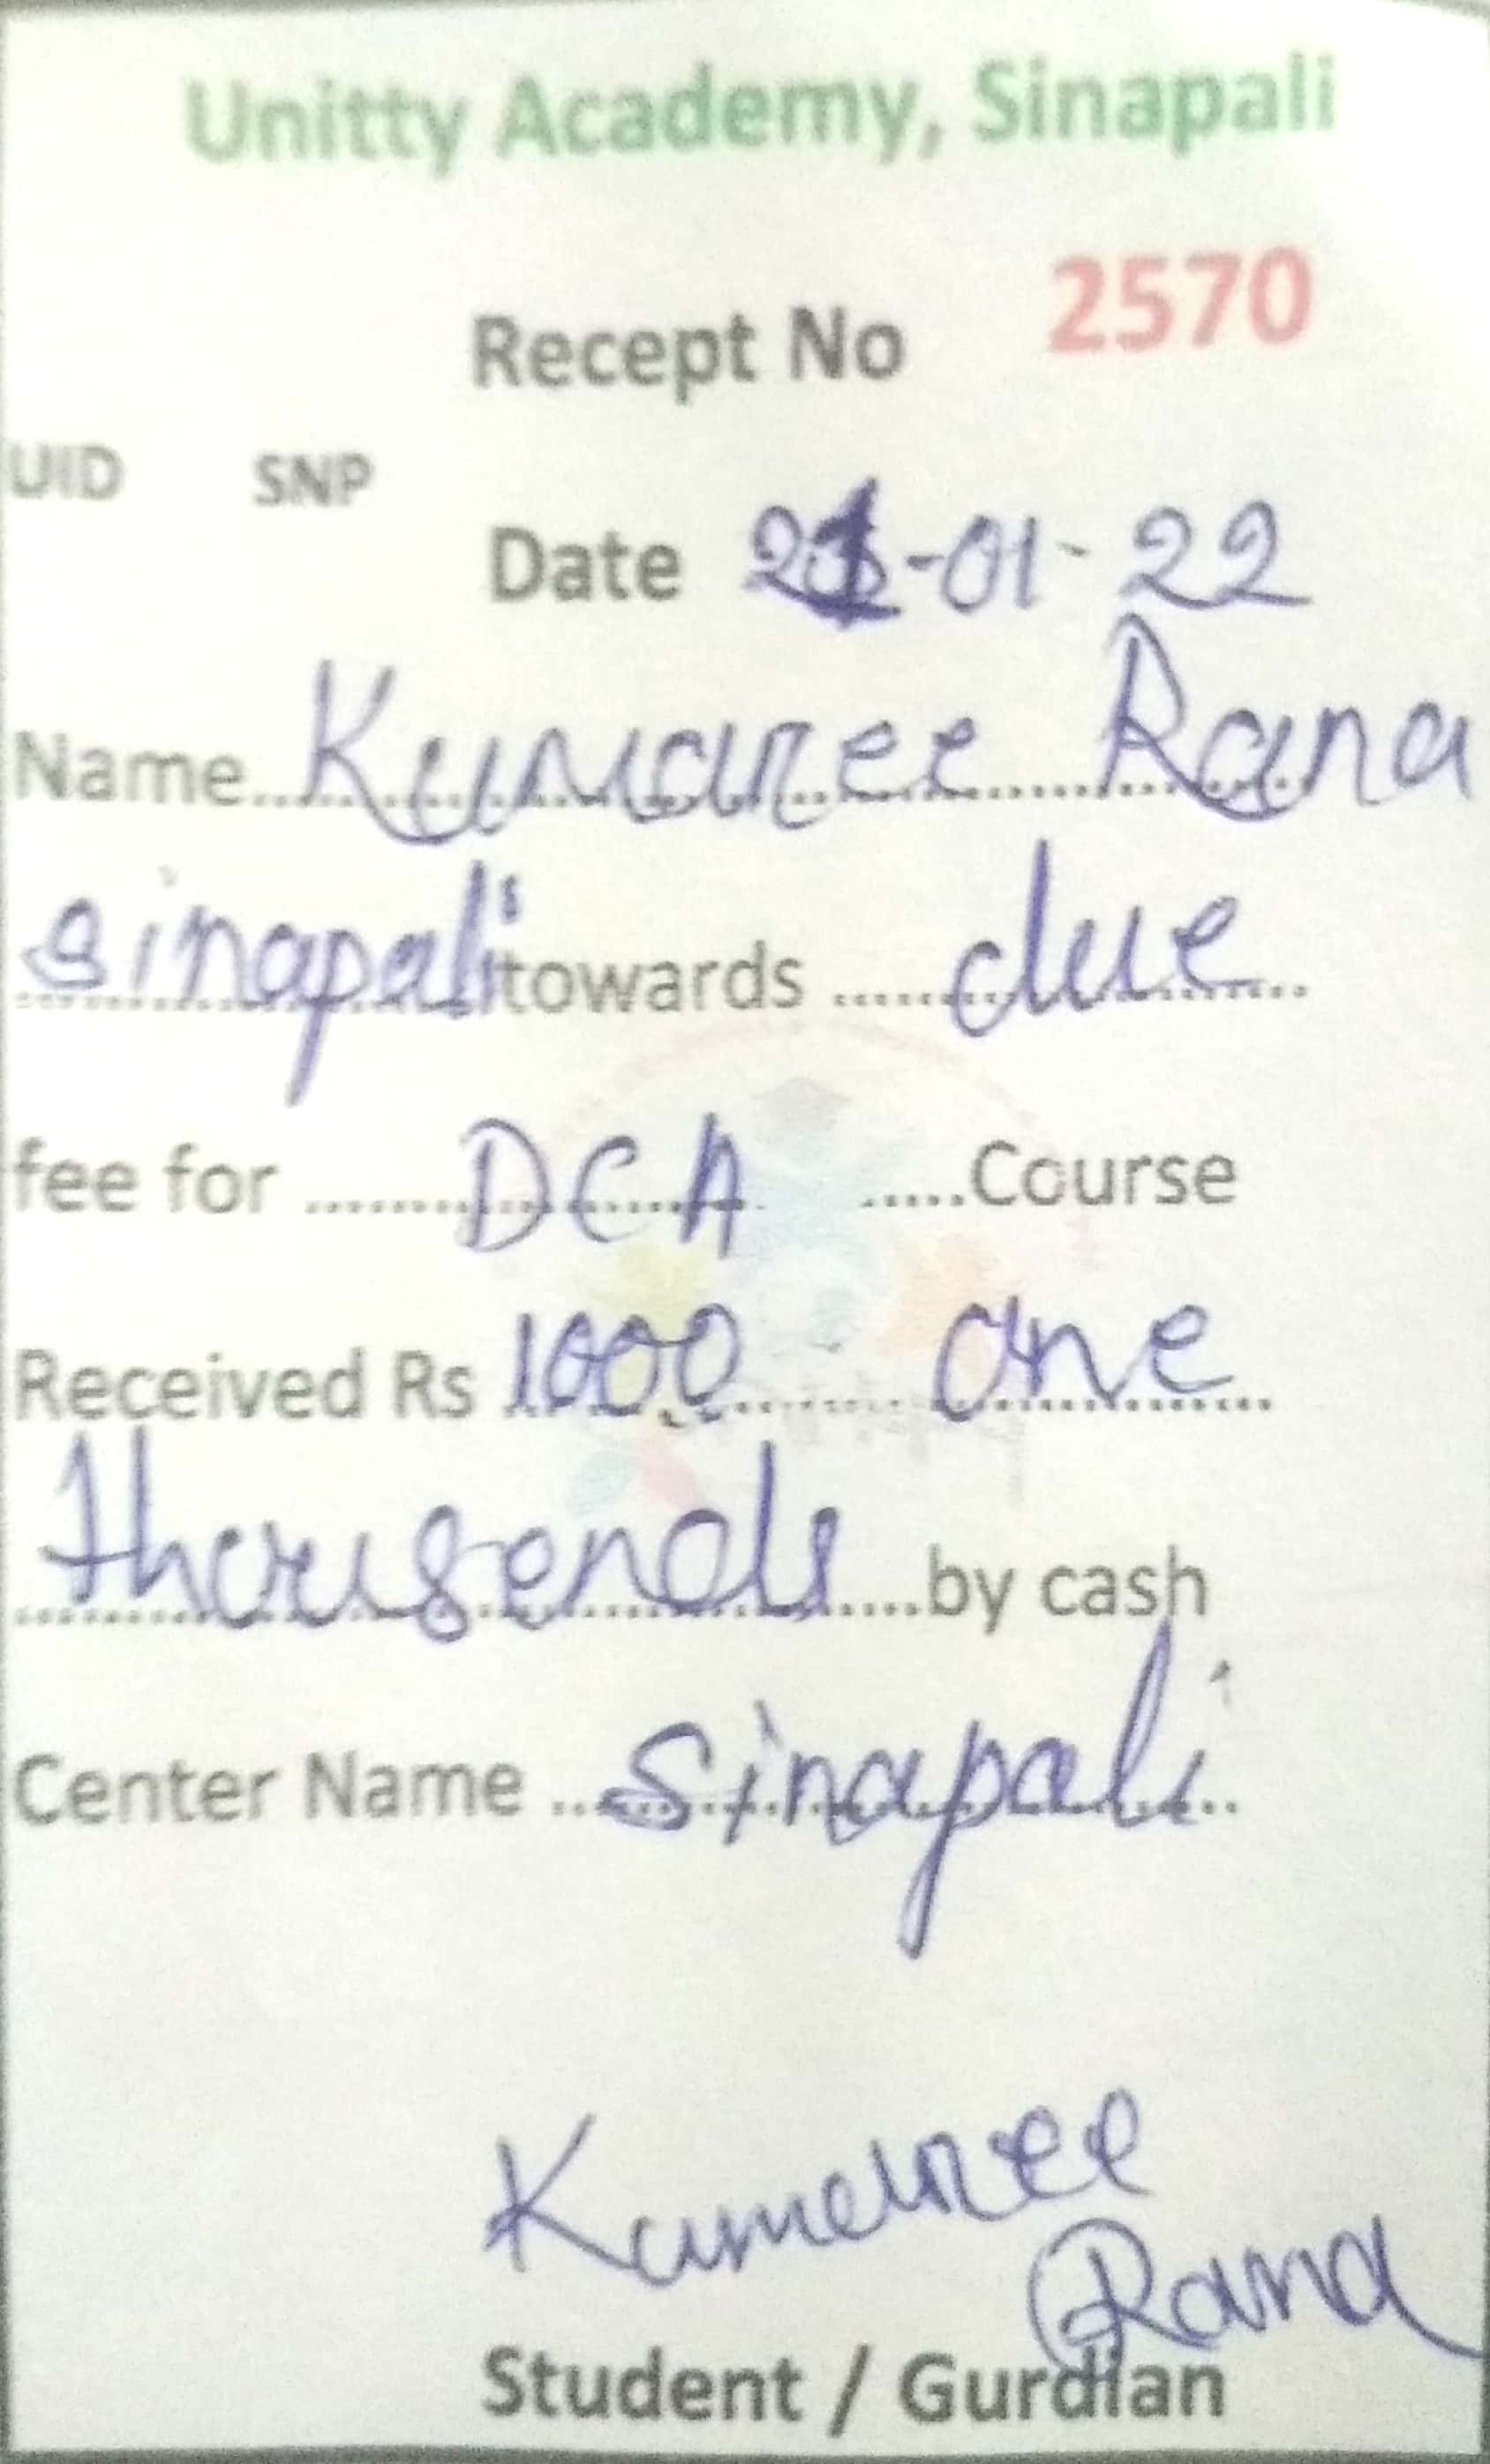 Unitty Academy, Sinapali
Recept No 2570
UID SNP
Date 21-01-22
Name Kumaree Rana
Sinapali towards due
fee for DCA Course
Received Rs 1000 One
thousends by cash
Center Name Sinapali
Kumaree
Rana
Student / Gurdian